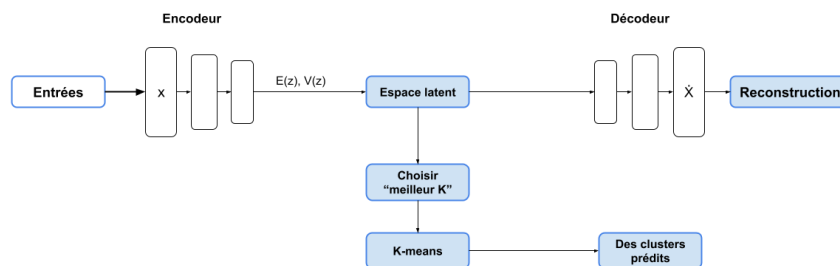 Encodeur
Décodeur
Entrées
x
E(z), V(z)
Espace latent
Ẋ
Reconstruction
Choisir
“meilleur K”
K-means
Des clusters
prédits